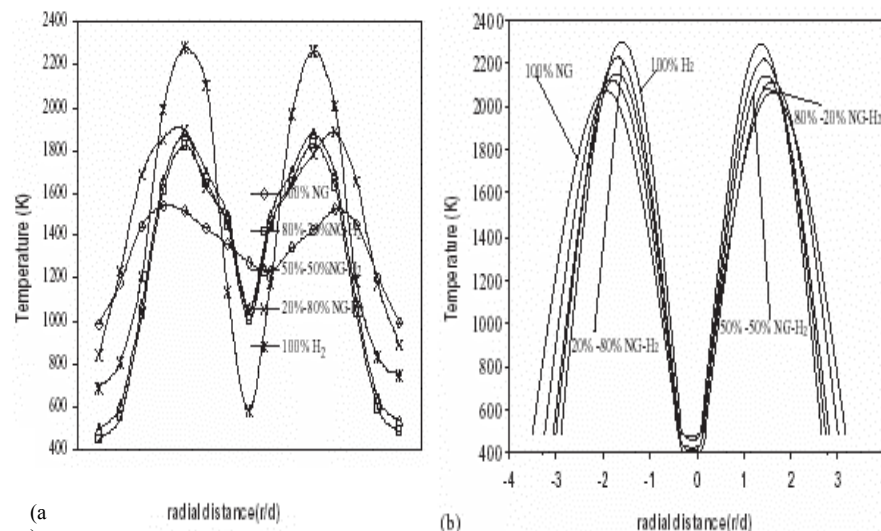 2400
2200
2000
1800
1600
1400
1200
1000
800
600
400
Temperature (K)
100% NG
80%-20%NG-H2
50%-50%NG-H2
20%-80%NG-H
100% H2
radial distance(r/d)
(a
)
2400
2200
2000
1800
1600
1400
1200
1000
800
600
400
Temperature (K)
100% NG
100% H2
80%-20% NG-H2
20%-80% NG-H2
50%-50% NG-H2
-4 -3 -2 -1 0 1 2 3 4
radial distance(r/d)
(b)